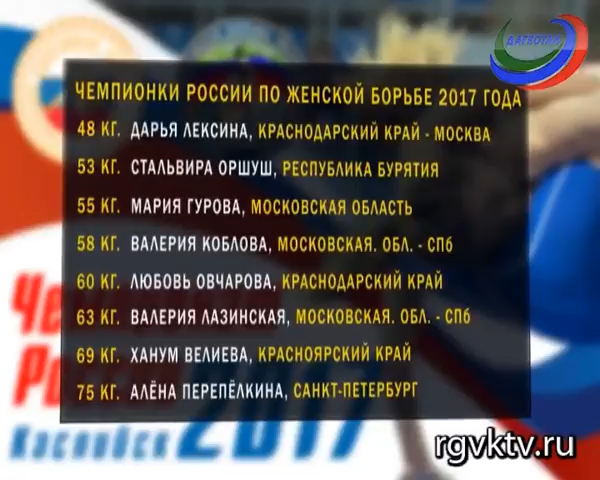 ДАГЕСТАН
ЧЕМПИОНКИ РОССИИ ПО ЖЕНСКОЙ БОРЬБЕ 2017 ГОДА
48 КГ. ДАРЬЯ ЛЕКСИНА, КРАСНОДАРСКИЙ КРАЙ - МОСКВА
53 КГ. СТАЛЬВИРА ОРШУШ, РЕСПУБЛИКА БУРЯТИЯ
55 КГ. МАРИЯ ГУРОВА, МОСКОВСКАЯ ОБЛАСТЬ
58 КГ. ВАЛЕРИЯ КОБЛОВА, МОСКОВСКАЯ. ОБЛ. - СПб
60 КГ. ЛЮБОВЬ ОВЧАРОВА, КРАСНОДАРСКИЙ КРАЙ
63 КГ. ВАЛЕРИЯ ЛАЗИНСКАЯ, МОСКОВСКАЯ. ОБЛ. - СПб
69 КГ. ХАНУМ ВЕЛИЕВА, КРАСНОЯРСКИЙ КРАЙ
75 КГ. АЛЁНА ПЕРЕПЁЛКИНА, САНКТ-ПЕТЕРБУРГ
Каспийск 2017
rgvktv.ru